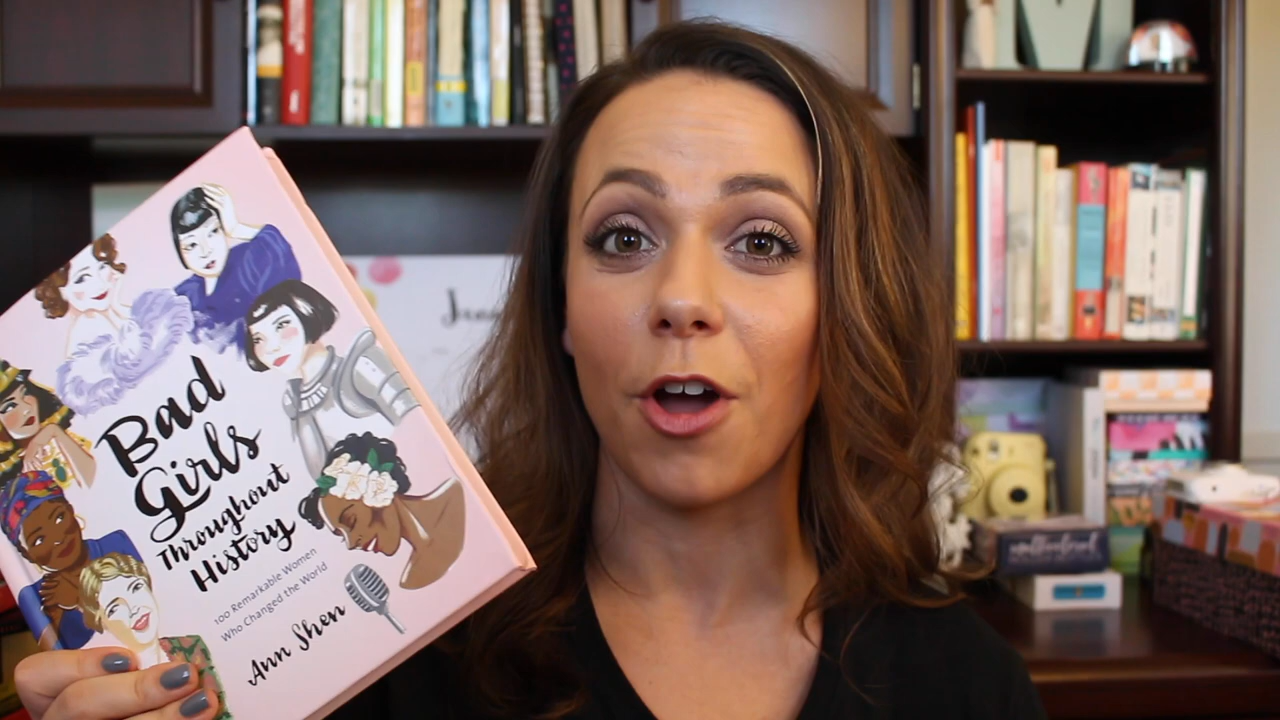 Bad
Girls
Throughout
History
100 Remarkable Women
Who Changed the World
Ann Shen